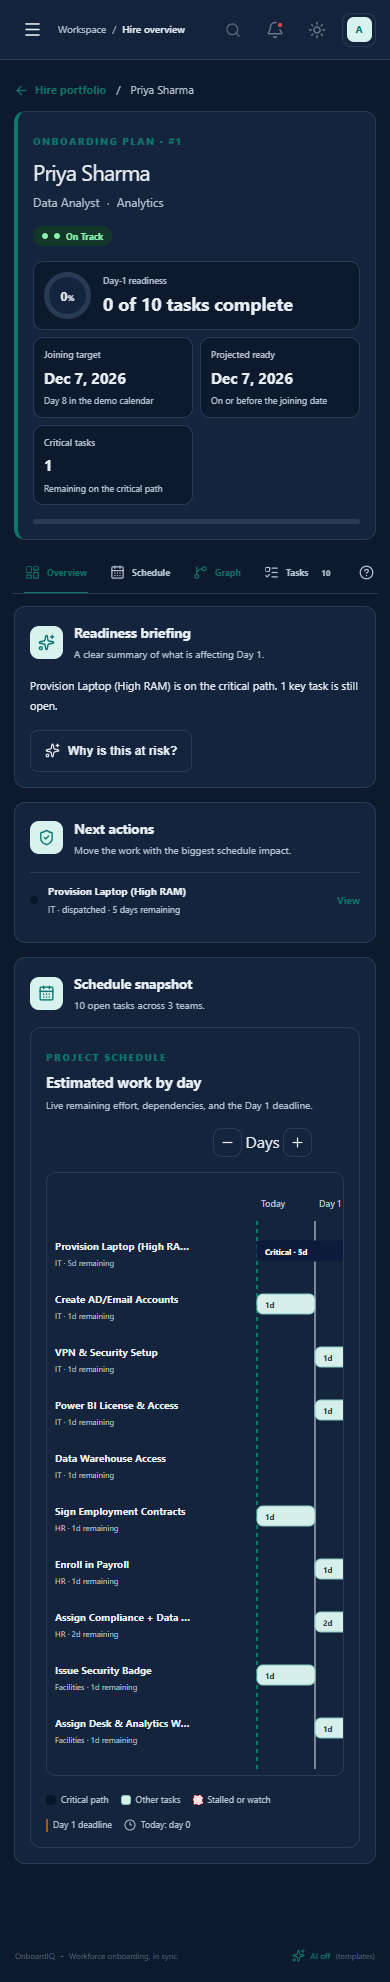 Workspace / Hire overview
A
← Hire portfolio / Priya Sharma
ONBOARDING PLAN · #1
Priya Sharma
Data Analyst · Analytics
On Track
0%
Day-1 readiness
0 of 10 tasks complete
Joining target
Dec 7, 2026
Day 8 in the demo calendar
Projected ready
Dec 7, 2026
On or before the joining date
Critical tasks
1
Remaining on the critical path
Overview
Schedule
Graph
Tasks 10
Readiness briefing
A clear summary of what is affecting Day 1.
Provision Laptop (High RAM) is on the critical path. 1 key task is still
open.
Why is this at risk?
Next actions
Move the work with the biggest schedule impact.
Provision Laptop (High RAM)
IT · dispatched · 5 days remaining
View
Schedule snapshot
10 open tasks across 3 teams.
PROJECT SCHEDULE
Estimated work by day
Live remaining effort, dependencies, and the Day 1 deadline.
− Days +
Today
Day 1
Provision Laptop (High RA...
IT · 5d remaining
Critical · 5d
Create AD/Email Accounts
IT · 1d remaining
1d
VPN & Security Setup
IT · 1d remaining
1d
Power BI License & Access
IT · 1d remaining
1d
Data Warehouse Access
IT · 1d remaining
Sign Employment Contracts
HR · 1d remaining
1d
Enroll in Payroll
HR · 1d remaining
1d
Assign Compliance + Data ...
HR · 2d remaining
2d
Issue Security Badge
Facilities · 1d remaining
1d
Assign Desk & Analytics W...
Facilities · 1d remaining
1d
Critical path
Other tasks
Stalled or watch
Day 1 deadline
Today: day 0
OnboardIQ · Workforce onboarding, in sync.
AI off (templates)